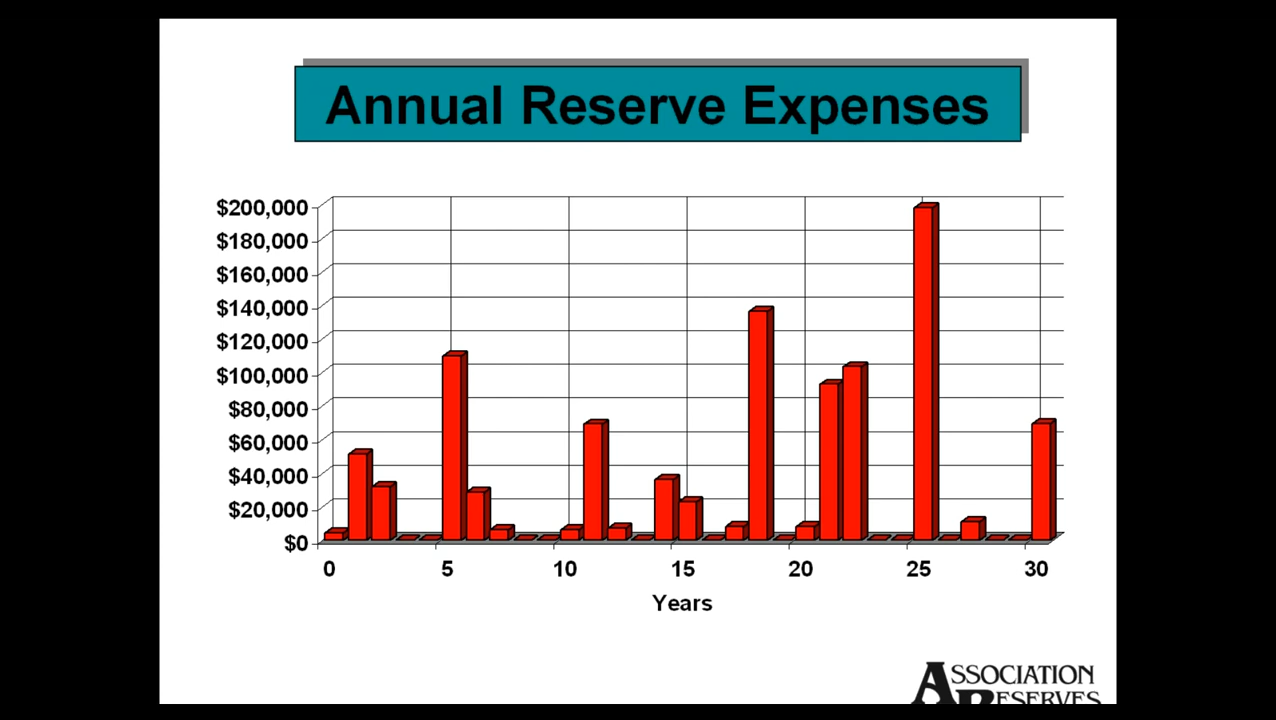 Annual Reserve Expenses
$200,000
$180,000
$160,000
$140,000
$120,000
$100,000
$80,000
$60,000
$40,000
$20,000
$0
0 5 10 15 20 25 30
Years
ASSOCIATION
RESERVES